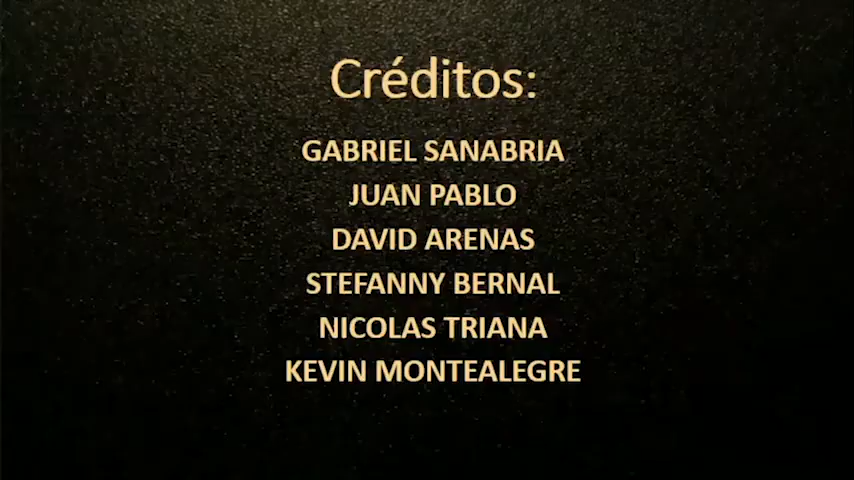 Créditos:
GABRIEL SANABRIA
JUAN PABLO
DAVID ARENAS
STEFANNY BERNAL
NICOLAS TRIANA
KEVIN MONTEALEGRE